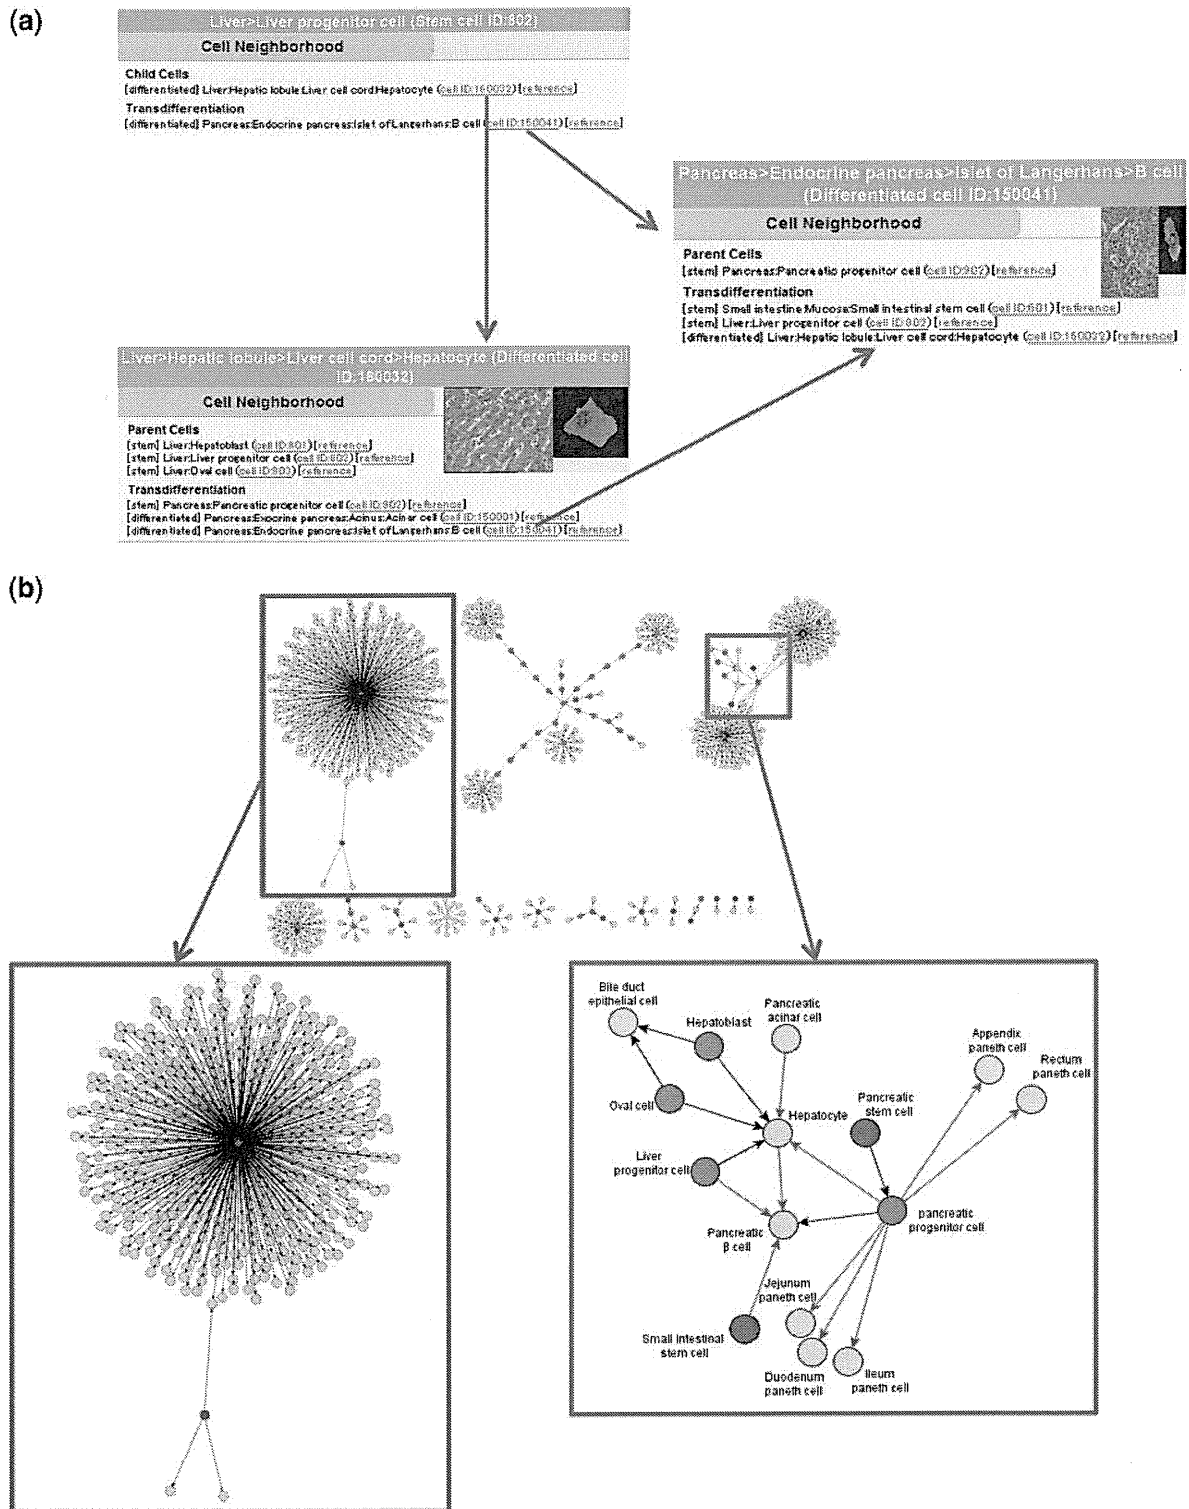 (a)
Liver>Liver progenitor cell (Stem cell ID:802)
Cell Neighborhood
Child Cells
[differentiated] Liver:Hepatic lobule:Liver cell cord:Hepatocyte (cell ID:160032)[reference]
Transdifferentiation
[differentiated] Pancreas:Endocrine pancreas:Islet of Langerhans:B cell (cell ID:150041)[reference]
Pancreas>Endocrine pancreas>Islet of Langerhans>B cell
(Differentiated cell ID:150041)
Cell Neighborhood
Parent Cells
[stem] Pancreas:Pancreatic progenitor cell (cell ID:902)[reference]
Transdifferentiation
[stem] Small intestine:Mucosa:Small intestinal stem cell (cell ID:601)[reference]
[stem] Liver:Liver progenitor cell (cell ID:802)[reference]
[differentiated] Liver:Hepatic lobule:Liver cell cord:Hepatocyte (cell ID:160032)[reference]
Liver>Hepatic lobule>Liver cell cord>Hepatocyte (Differentiated cell
ID:160032)
Cell Neighborhood
Parent Cells
[stem] Liver:Hepatoblast (cell ID:801)[reference]
[stem] Liver:Liver progenitor cell (cell ID:802)[reference]
[stem] Liver:Oval cell (cell ID:803)[reference]
Transdifferentiation
[stem] Pancreas:Pancreatic progenitor cell (cell ID:902)[reference]
[differentiated] Pancreas:Exocrine pancreas:Acinus:Acinar cell (cell ID:150001)[reference]
[differentiated] Pancreas:Endocrine pancreas:Islet of Langerhans:B cell (cell ID:150041)[reference]
(b)
Bile duct
epithelial cell
Hepatoblast
Pancreatic
acinar cell
Appendix
paneth cell
Rectum
paneth cell
Oval cell
Hepatocyte
Pancreatic
stem cell
Liver
progenitor cell
Pancreatic
β cell
pancreatic
progenitor cell
Jejunum
paneth cell
Small intestinal
stem cell
Duodenum
paneth cell
Ileum
paneth cell